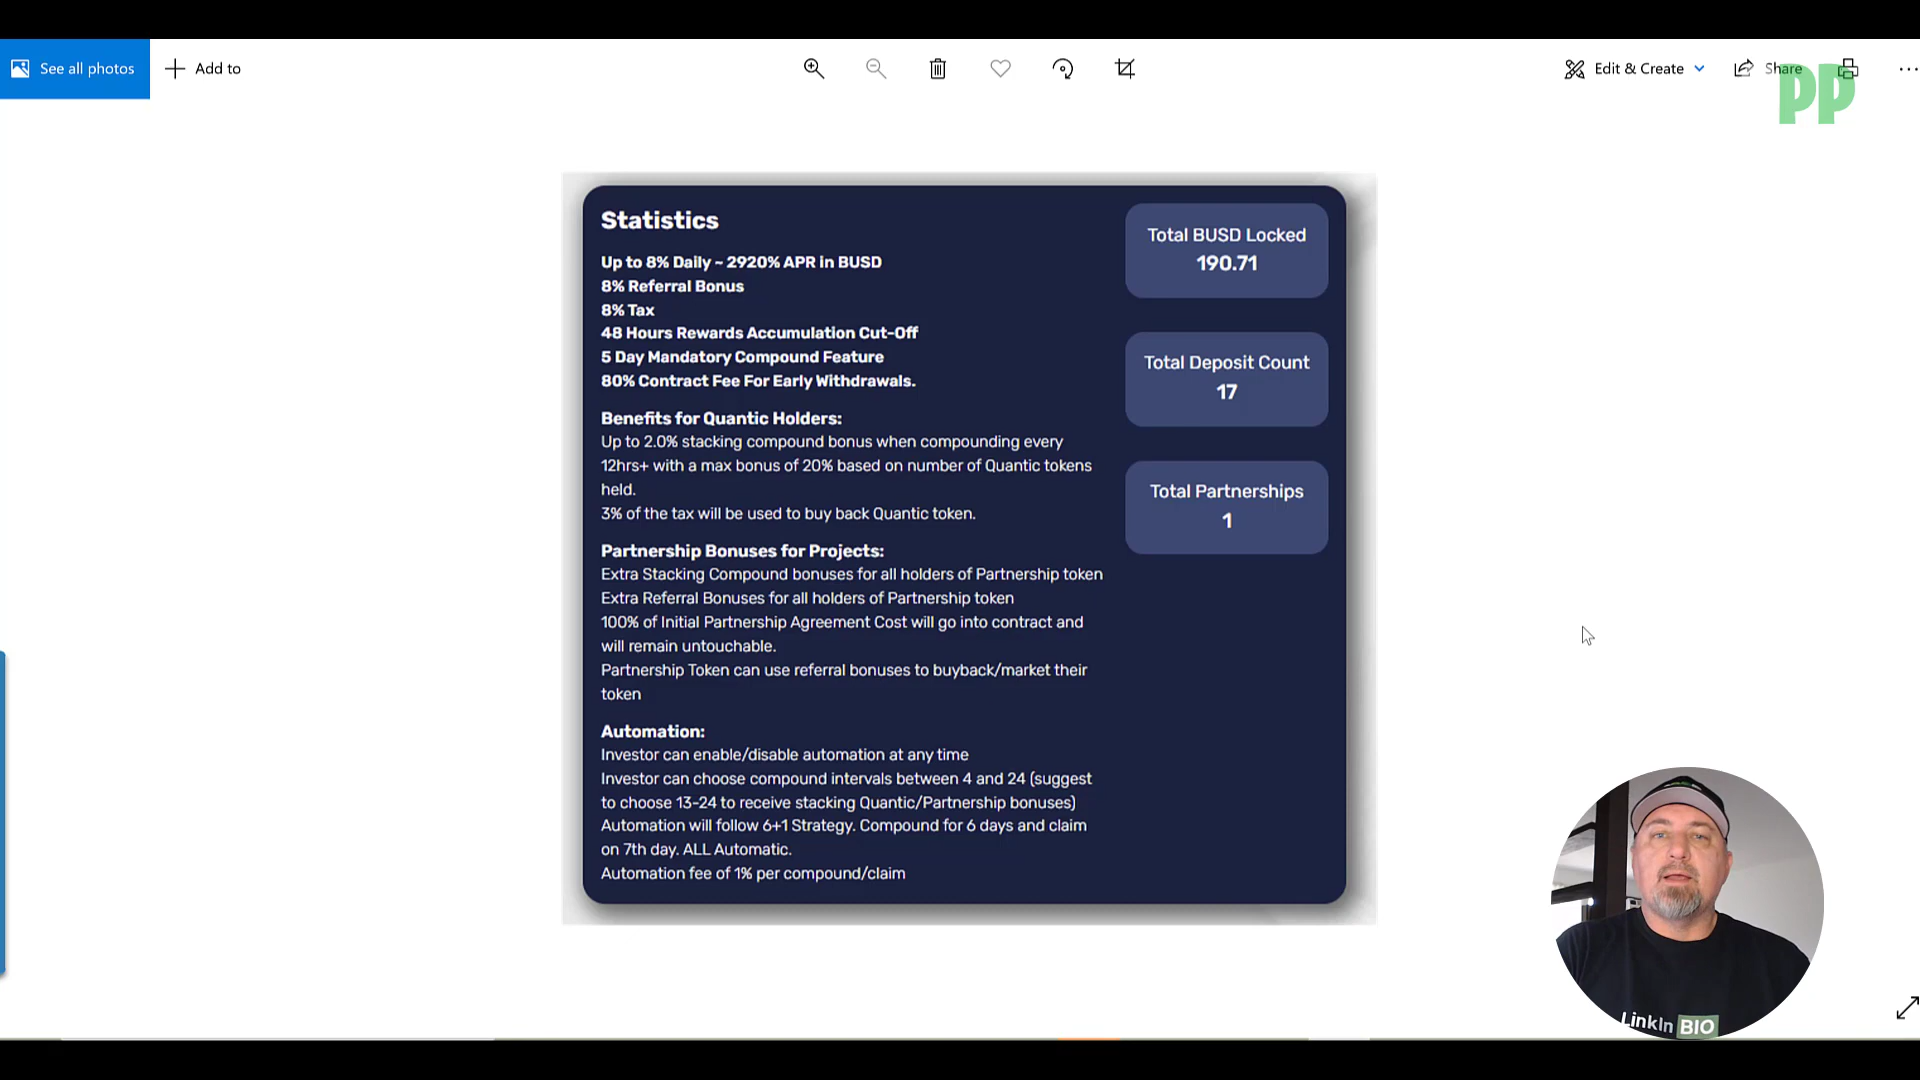 See all photos
Add to
Edit & Create
Share
PP
Statistics
Up to 8% Daily ~ 2920% APR in BUSD
8% Referral Bonus
8% Tax
48 Hours Rewards Accumulation Cut-Off
5 Day Mandatory Compound Feature
80% Contract Fee For Early Withdrawals.
Benefits for Quantic Holders:
Up to 2.0% stacking compound bonus when compounding every
12hrs+ with a max bonus of 20% based on number of Quantic tokens
held.
3% of the tax will be used to buy back Quantic token.
Partnership Bonuses for Projects:
Extra Stacking Compound bonuses for all holders of Partnership token
Extra Referral Bonuses for all holders of Partnership token
100% of Initial Partnership Agreement Cost will go into contract and
will remain untouchable.
Partnership Token can use referral bonuses to buyback/market their
token
Automation:
Investor can enable/disable automation at any time
Investor can choose compound intervals between 4 and 24 (suggest
to choose 13-24 to receive stacking Quantic/Partnership bonuses)
Automation will follow 6+1 Strategy. Compound for 6 days and claim
on 7th day. ALL Automatic.
Automation fee of 1% per compound/claim
Total BUSD Locked
190.71
Total Deposit Count
17
Total Partnerships
1
LinkIn BIO